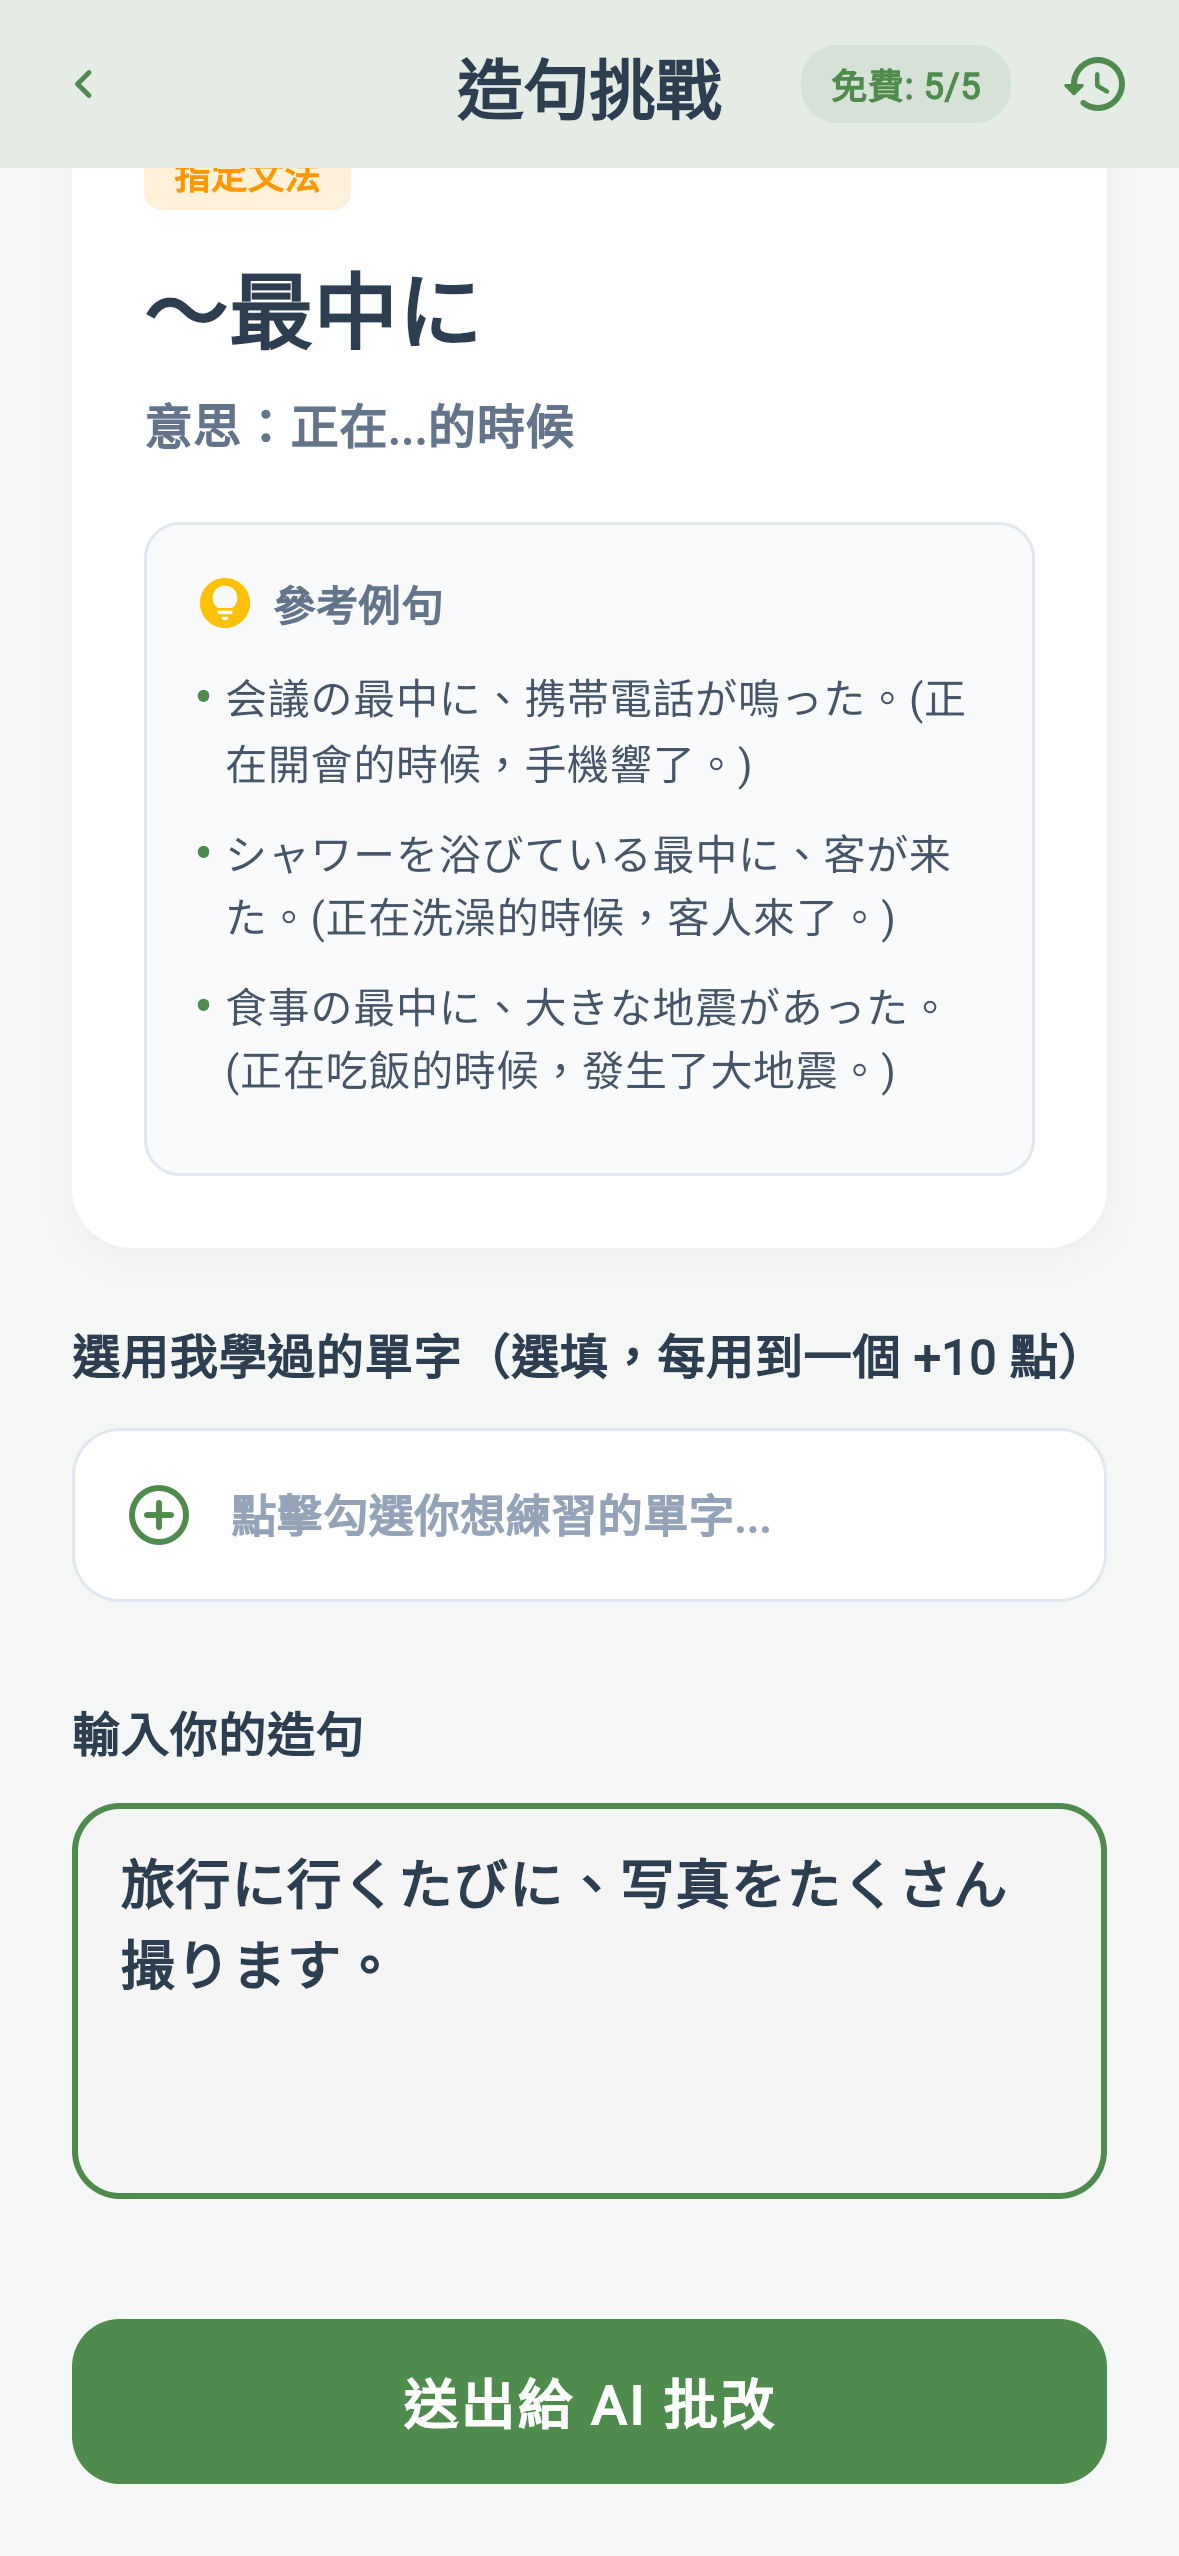 造句挑戰
免費: 5/5
指定文法
～最中に
意思：正在...的時候
參考例句
• 会議の最中に、携帯電話が鳴った。(正
在開會的時候，手機響了。)
• シャワーを浴びている最中に、客が来
た。(正在洗澡的時候，客人來了。)
• 食事の最中に、大きな地震があった。
(正在吃飯的時候，發生了大地震。)
選用我學過的單字（選填，每用到一個 +10 點）
點擊勾選你想練習的單字...
輸入你的造句
旅行に行くたびに、写真をたくさん
撮ります。
送出給 AI 批改